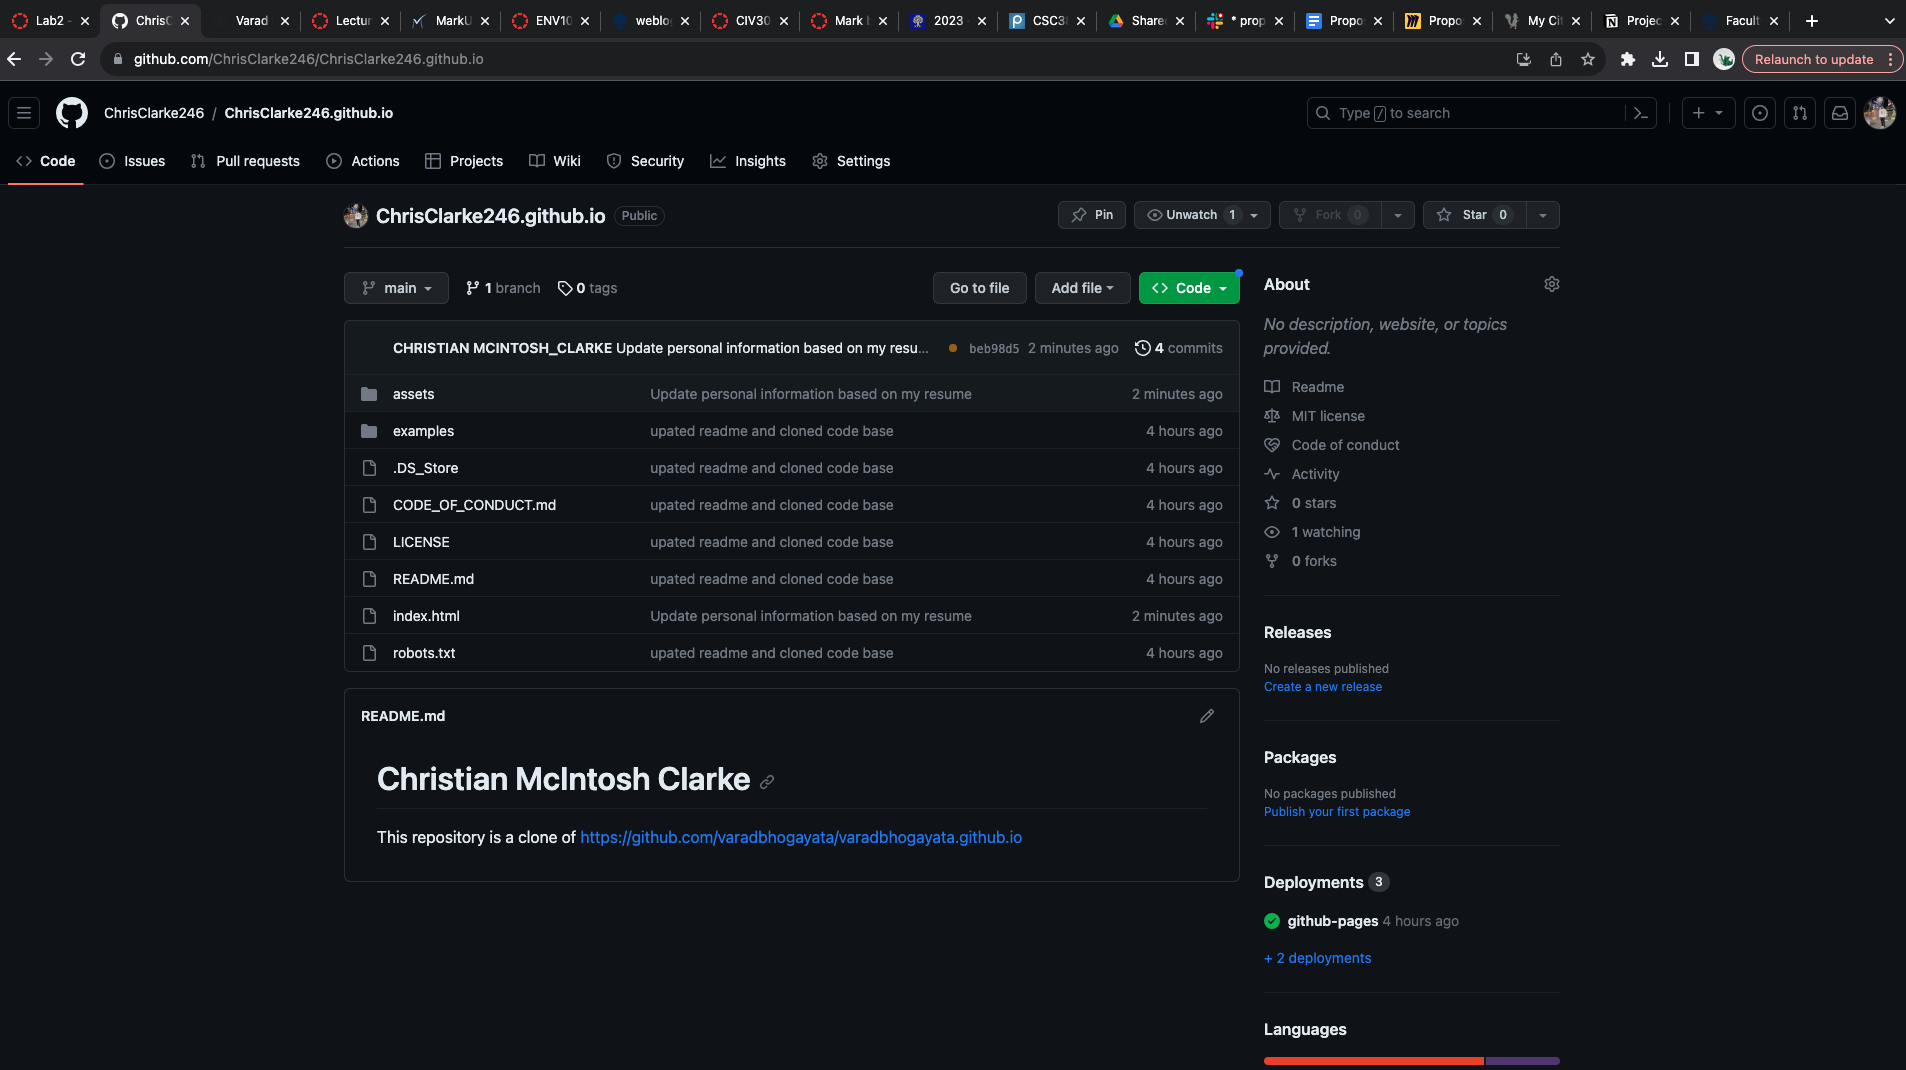 Lab2 -
ChrisC
Varad
Lectur
MarkU
ENV10
weblo
CIV30
Mark
2023 -
CSC38
Share
* prop
Propo
Propo
My Ci
Projec
Facult
github.com/ChrisClarke246/ChrisClarke246.github.io
Relaunch to update
ChrisClarke246 / ChrisClarke246.github.io
Type / to search
Code
Issues
Pull requests
Actions
Projects
Wiki
Security
Insights
Settings
ChrisClarke246.github.io Public
Pin
Unwatch 1
Fork 0
Star 0
main
1 branch
0 tags
Go to file
Add file
Code
CHRISTIAN MCINTOSH_CLARKE Update personal information based on my resu... beb98d5 2 minutes ago 4 commits
assets Update personal information based on my resume 2 minutes ago
examples upated readme and cloned code base 4 hours ago
.DS_Store upated readme and cloned code base 4 hours ago
CODE_OF_CONDUCT.md upated readme and cloned code base 4 hours ago
LICENSE upated readme and cloned code base 4 hours ago
README.md upated readme and cloned code base 4 hours ago
index.html Update personal information based on my resume 2 minutes ago
robots.txt upated readme and cloned code base 4 hours ago
README.md
Christian McIntosh Clarke
This repository is a clone of https://github.com/varadbhogayata/varadbhogayata.github.io
About
No description, website, or topics
provided.
Readme
MIT license
Code of conduct
Activity
0 stars
1 watching
0 forks
Releases
No releases published
Create a new release
Packages
No packages published
Publish your first package
Deployments 3
github-pages 4 hours ago
+ 2 deployments
Languages